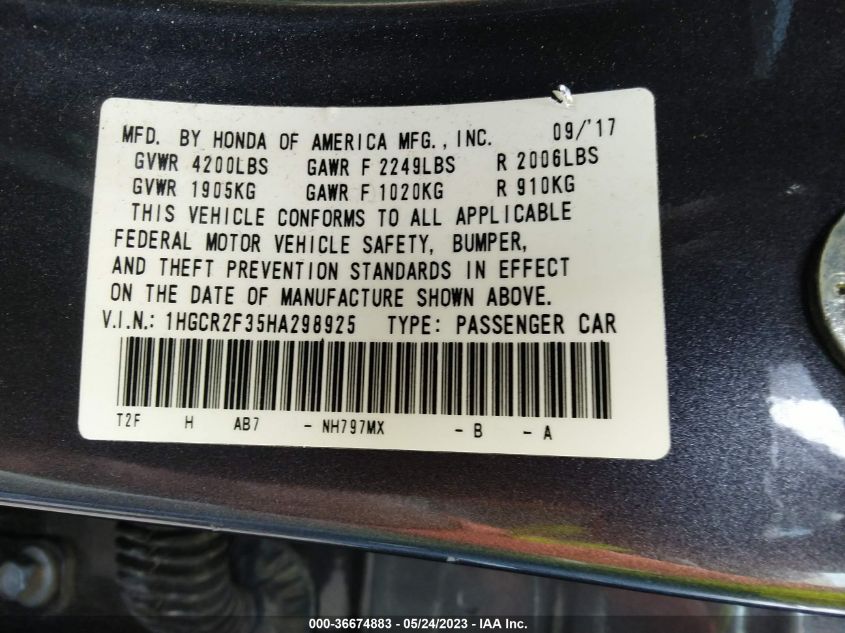 MFD. BY HONDA OF AMERICA MFG., INC. 09/'17
GVWR 4200LBS GAWR F 2249LBS R 2006LBS
GVWR 1905KG GAWR F 1020KG R 910KG
THIS VEHICLE CONFORMS TO ALL APPLICABLE
FEDERAL MOTOR VEHICLE SAFETY, BUMPER,
AND THEFT PREVENTION STANDARDS IN EFFECT
ON THE DATE OF MANUFACTURE SHOWN ABOVE.
V.I.N.: 1HGCR2F35HA298925 TYPE: PASSENGER CAR
T2F H AB7 - NH797MX - B - A
000-36674883 - 05/24/2023 - IAA Inc.